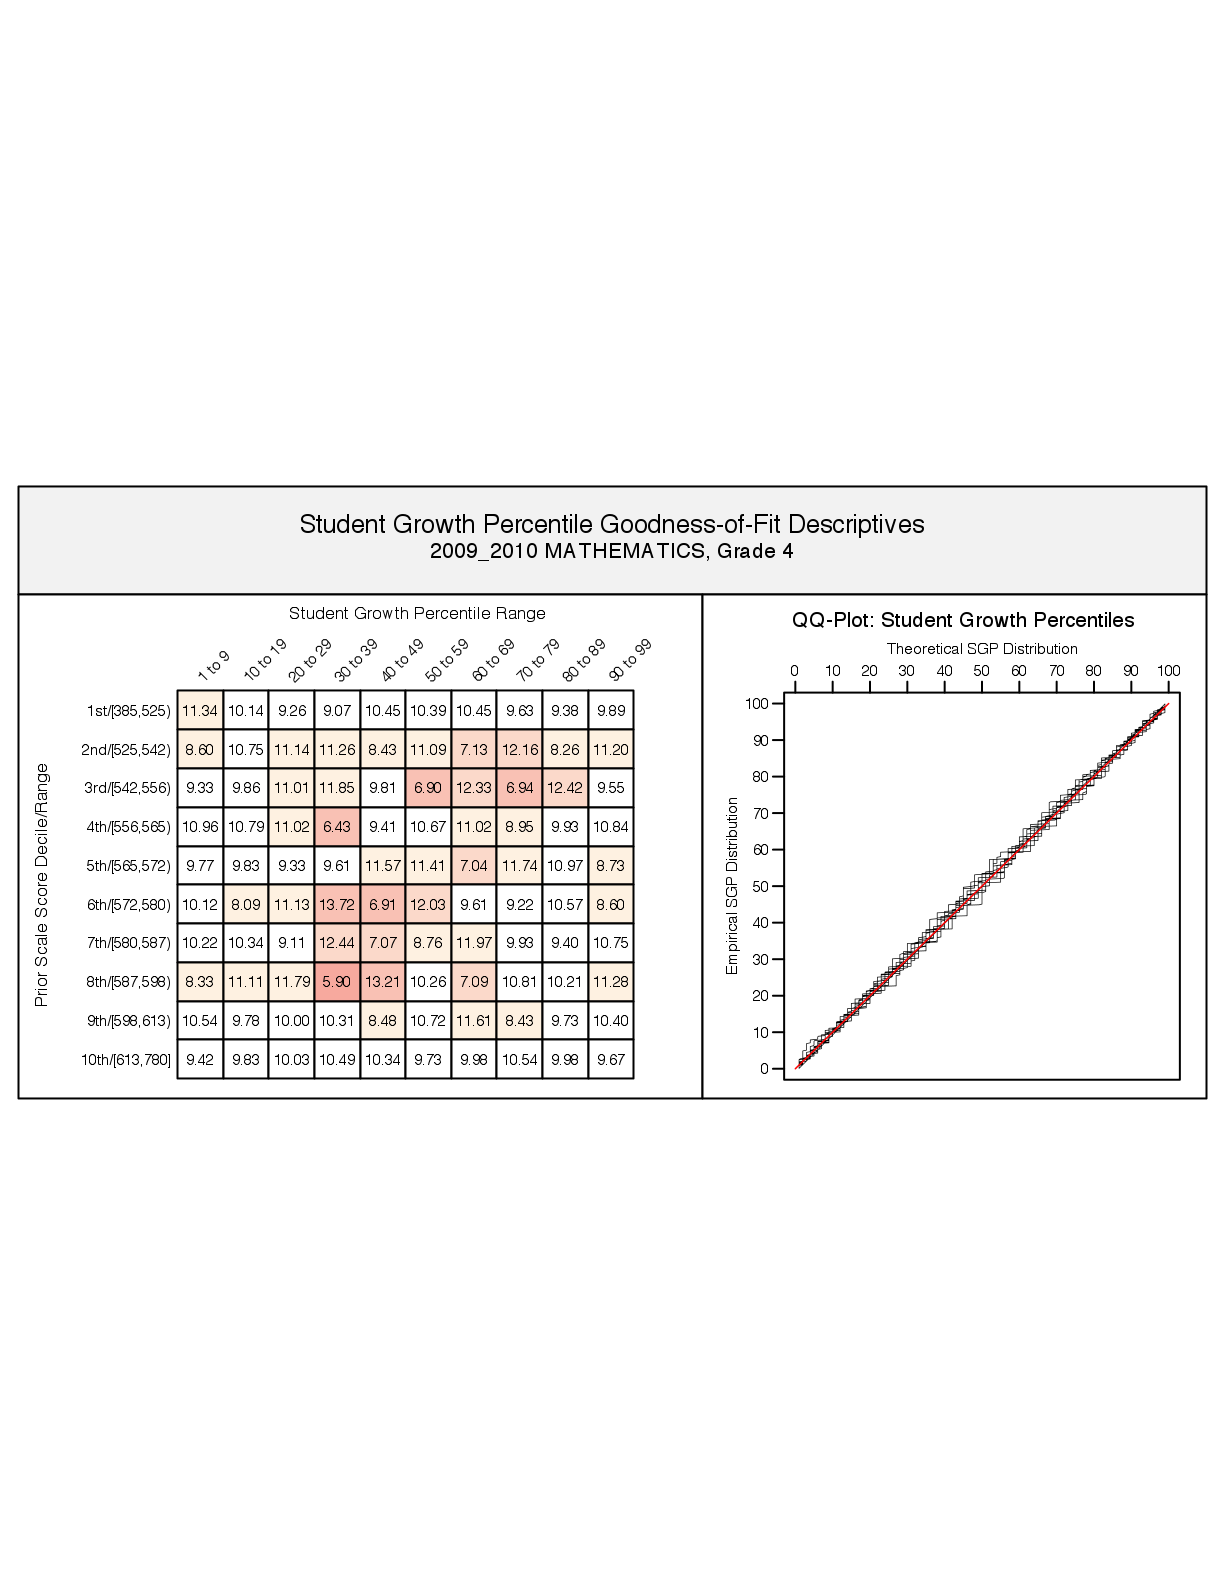 Student Growth Percentile Goodness-of-Fit Descriptives
2009_2010 MATHEMATICS, Grade 4
Student Growth Percentile Range
1 to 9 10 to 19 20 to 29 30 to 39 40 to 49 50 to 59 60 to 69 70 to 79 80 to 89 90 to 99
Prior Scale Score Decile/Range
1st/[385,525) 11.34 10.14 9.26 9.07 10.45 10.39 10.45 9.63 9.38 9.89
2nd/[525,542) 8.60 10.75 11.14 11.26 8.43 11.09 7.13 12.16 8.26 11.20
3rd/[542,556) 9.33 9.86 11.01 11.85 9.81 6.90 12.33 6.94 12.42 9.55
4th/[556,565) 10.96 10.79 11.02 6.43 9.41 10.67 11.02 8.95 9.93 10.84
5th/[565,572) 9.77 9.83 9.33 9.61 11.57 11.41 7.04 11.74 10.97 8.73
6th/[572,580) 10.12 8.09 11.13 13.72 6.91 12.03 9.61 9.22 10.57 8.60
7th/[580,587) 10.22 10.34 9.11 12.44 7.07 8.76 11.97 9.93 9.40 10.75
8th/[587,598) 8.33 11.11 11.79 5.90 13.21 10.26 7.09 10.81 10.21 11.28
9th/[598,613) 10.54 9.78 10.00 10.31 8.48 10.72 11.61 8.43 9.73 10.40
10th/[613,780] 9.42 9.83 10.03 10.49 10.34 9.73 9.98 10.54 9.98 9.67
QQ-Plot: Student Growth Percentiles
Theoretical SGP Distribution
0 10 20 30 40 50 60 70 80 90 100
Empirical SGP Distribution
100
90
80
70
60
50
40
30
20
10
0